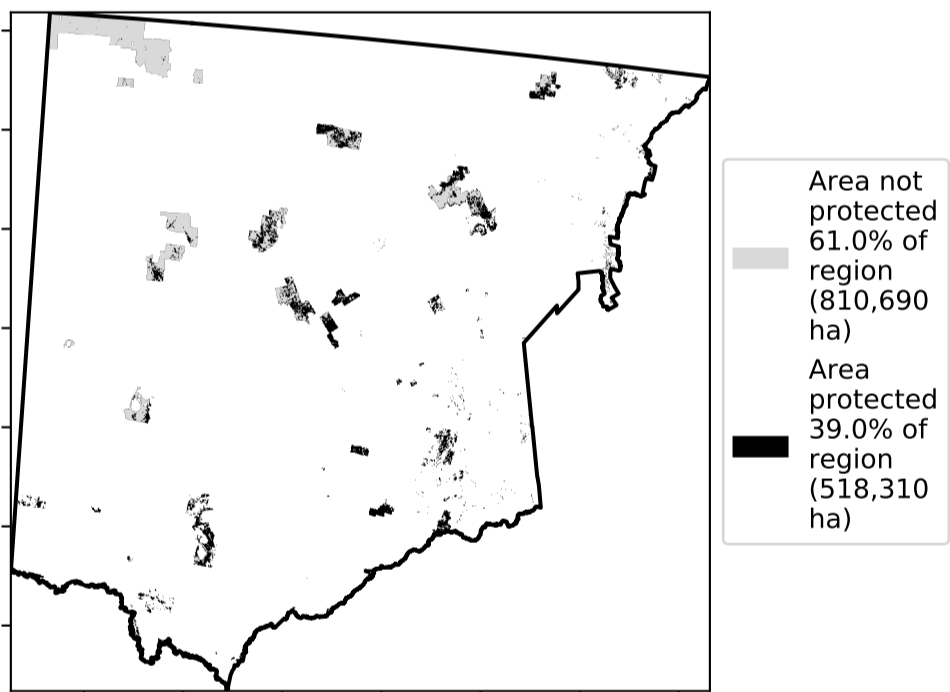 Area not
protected
61.0% of
region
(810,690
ha)
Area
protected
39.0% of
region
(518,310
ha)